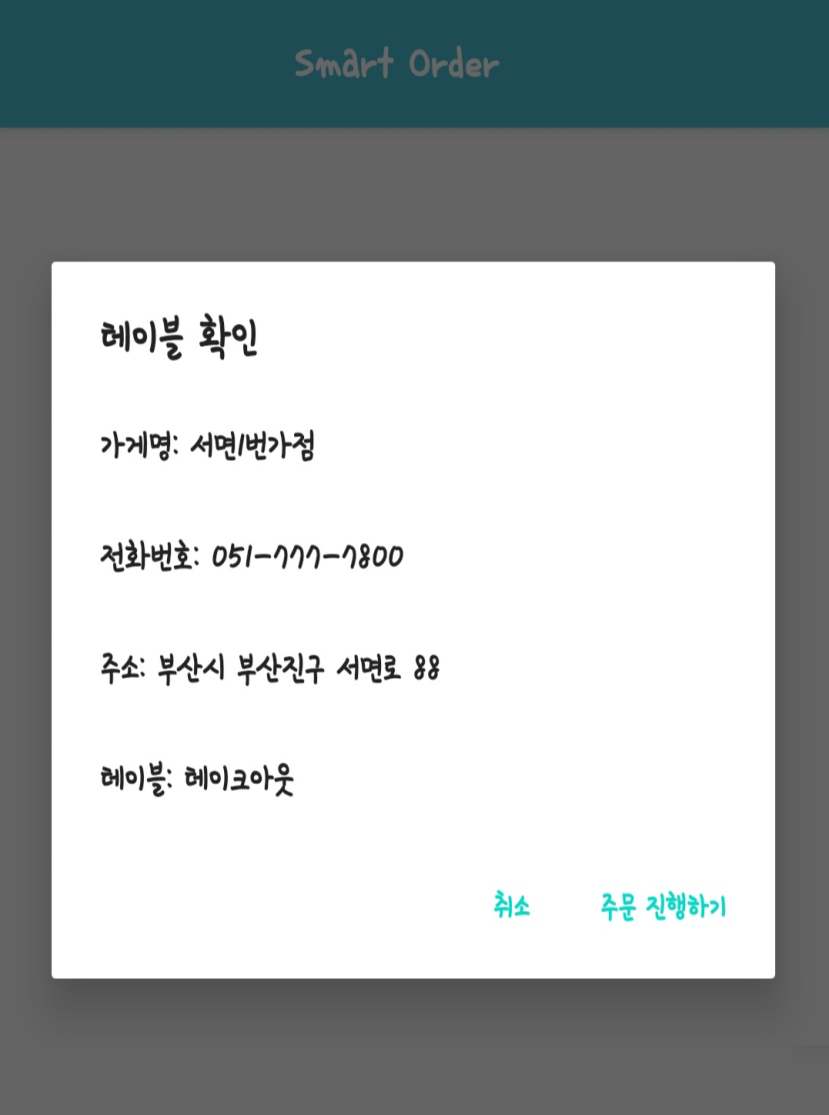 Smart Order
테이블 확인
가게명: 서면1번가점
전화번호: 051-777-7800
주소: 부산시 부산진구 서면로 88
테이블: 테이크아웃
취소 주문 진행하기